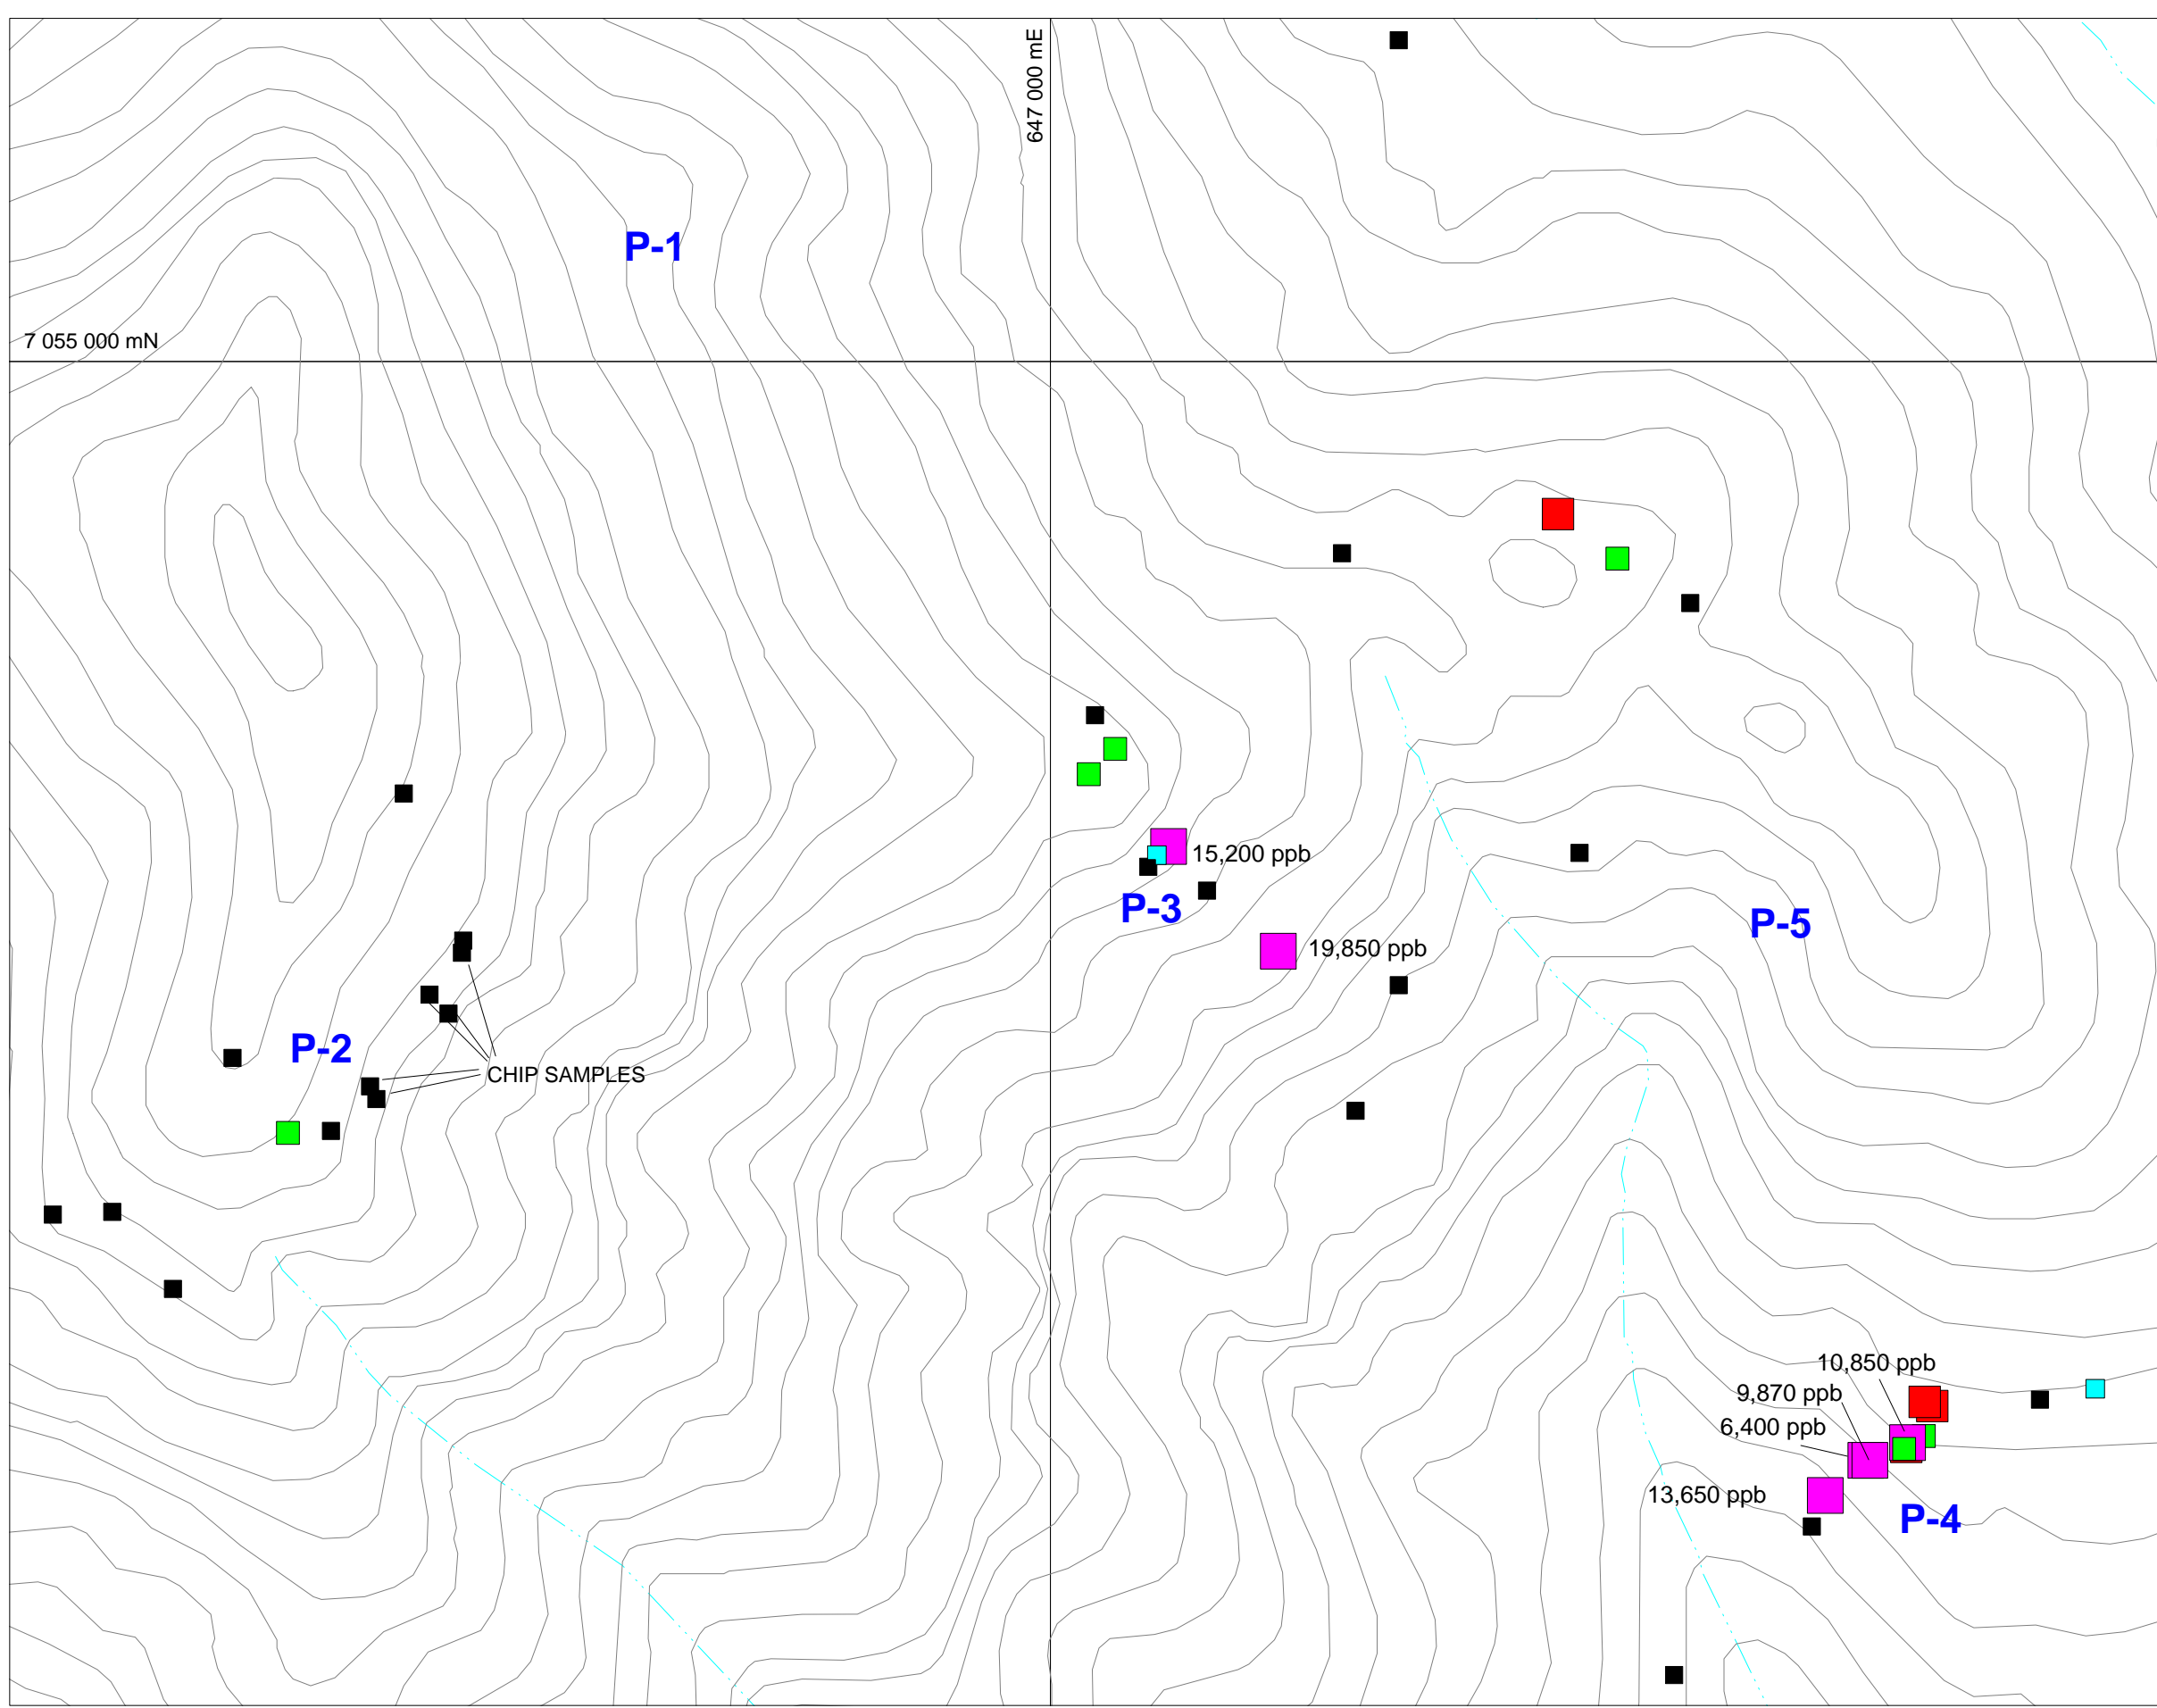 647 000 mE
P-1
7 055 000 mN
15,200 ppb
P-3
P-5
19,850 ppb
P-2
CHIP SAMPLES
10,850 ppb
9,870 ppb
6,400 ppb
13,650 ppb
P-4